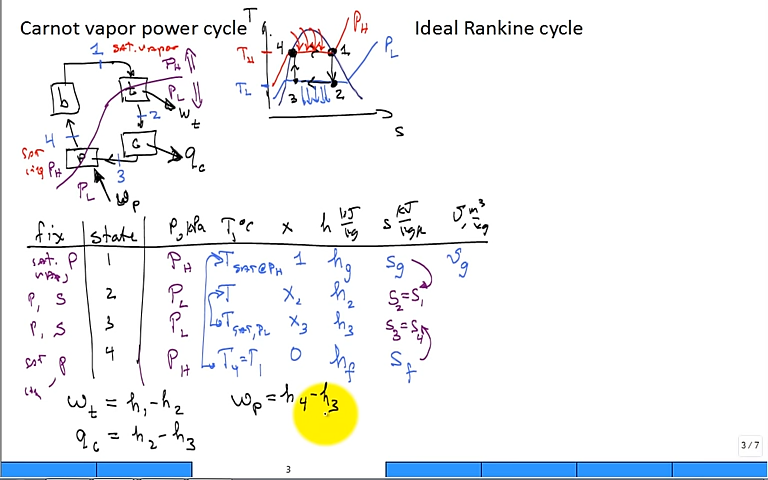 Carnot vapor power cycle
Ideal Rankine cycle
T
P_H
P_L
T_H
T_L
4
1
3
2
s
1 sat. vapor
P_H
P_L
b
t
2
w_t
c
q_c
4
sat liq P_H
P
3
P_L
w_p
fix state P, kPa T, °C x h kJ/kg s kJ/kgK v, m³/kg
sat. vap, P 1 P_H T_SAT@P_H 1 h_g s_g v_g
P, S 2 P_L T x_2 h_2 s_2=s_1
P, S 3 P_L T_SAT,P_L x_3 h_3 s_3=s_4
sat liq, P 4 P_H T_4=T_1 0 h_f s_f
w_t = h_1-h_2 w_p = h_4-h_3
q_c = h_2-h_3
3/7
3